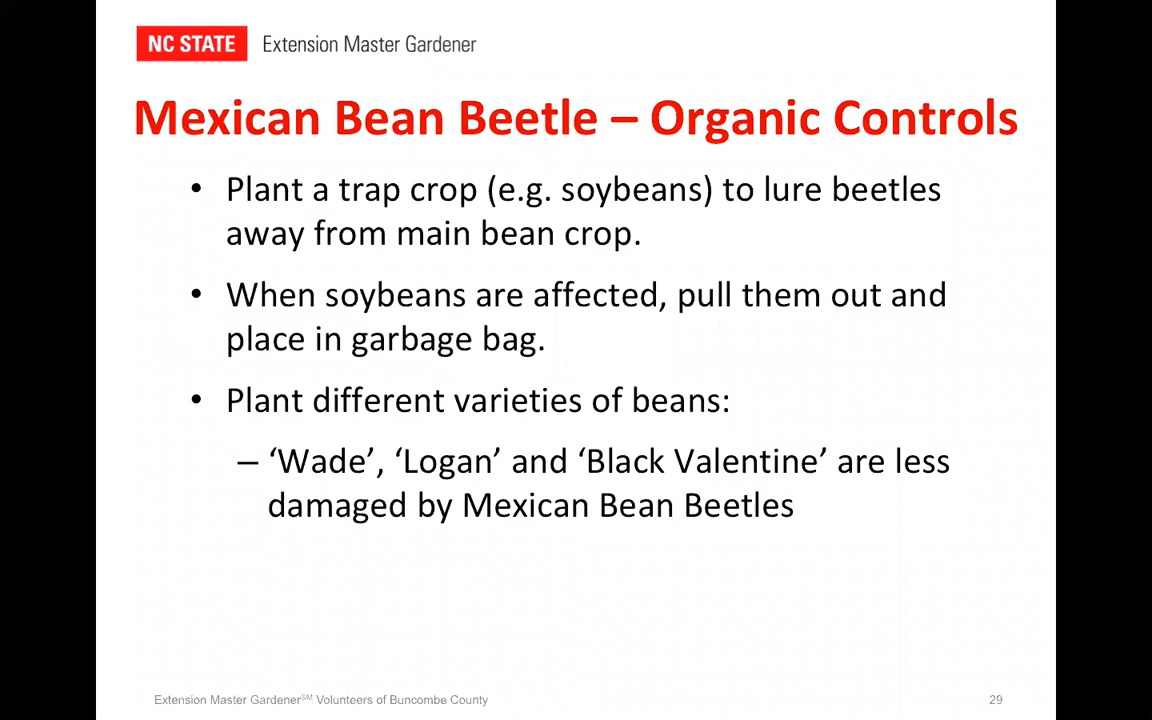 NC STATE Extension Master Gardener
Mexican Bean Beetle – Organic Controls
• Plant a trap crop (e.g. soybeans) to lure beetles
away from main bean crop.
• When soybeans are affected, pull them out and
place in garbage bag.
• Plant different varieties of beans:
– ‘Wade’, ‘Logan’ and ‘Black Valentine’ are less
damaged by Mexican Bean Beetles
Extension Master Gardener℠ Volunteers of Buncombe County 29